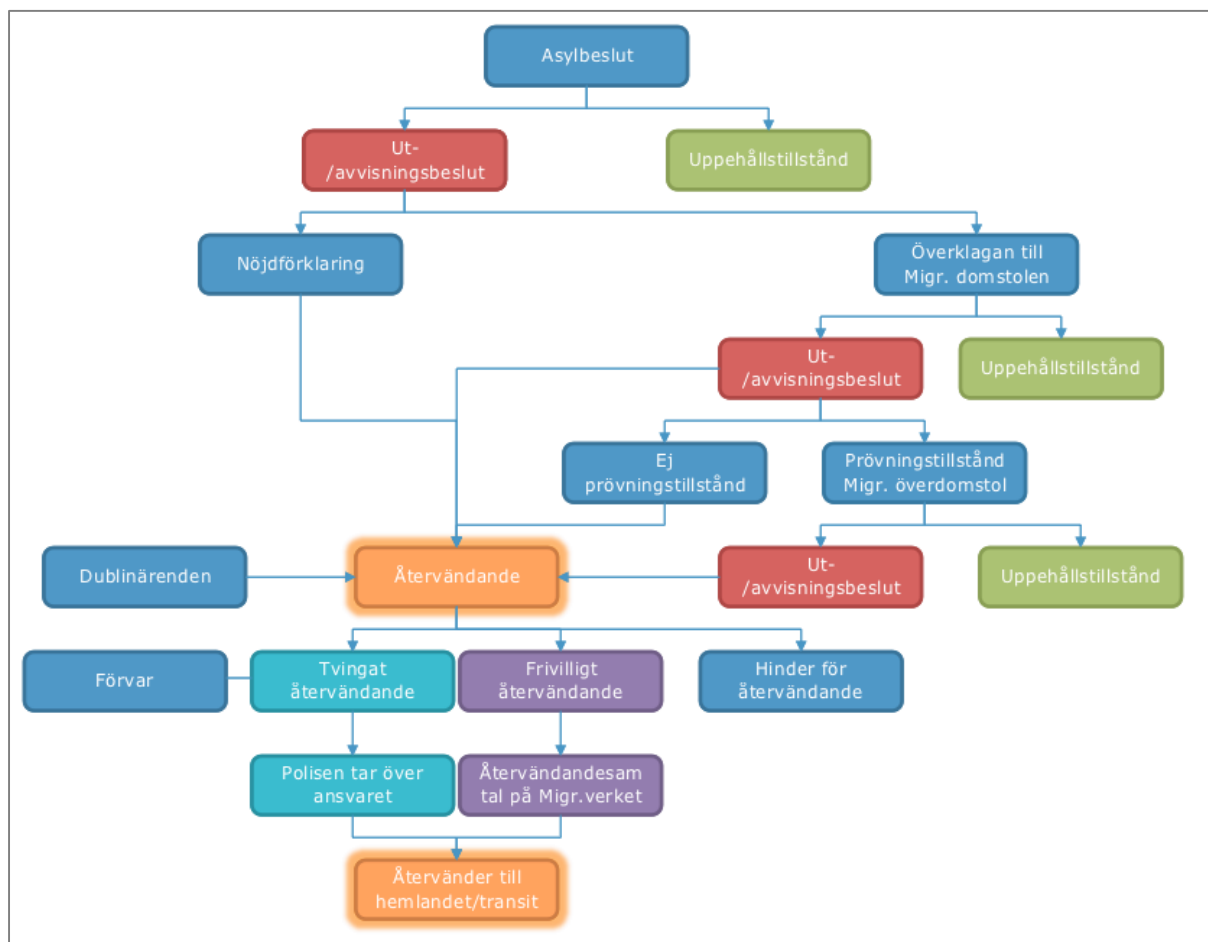 Asylbeslut
Ut-
/avvisningsbeslut
Uppehållstillstånd
Nöjdförklaring
Överklagan till
Migr. domstolen
Ut-
/avvisningsbeslut
Uppehållstillstånd
Ej
prövningstillstånd
Prövningstillstånd
Migr. överdomstol
Dublinärenden
Återvändande
Ut-
/avvisningsbeslut
Uppehållstillstånd
Förvar
Tvingat
återvändande
Frivilligt
återvändande
Hinder för
återvändande
Polisen tar över
ansvaret
Återvändandesam
tal på Migr.verket
Återvänder till
hemlandet/transit